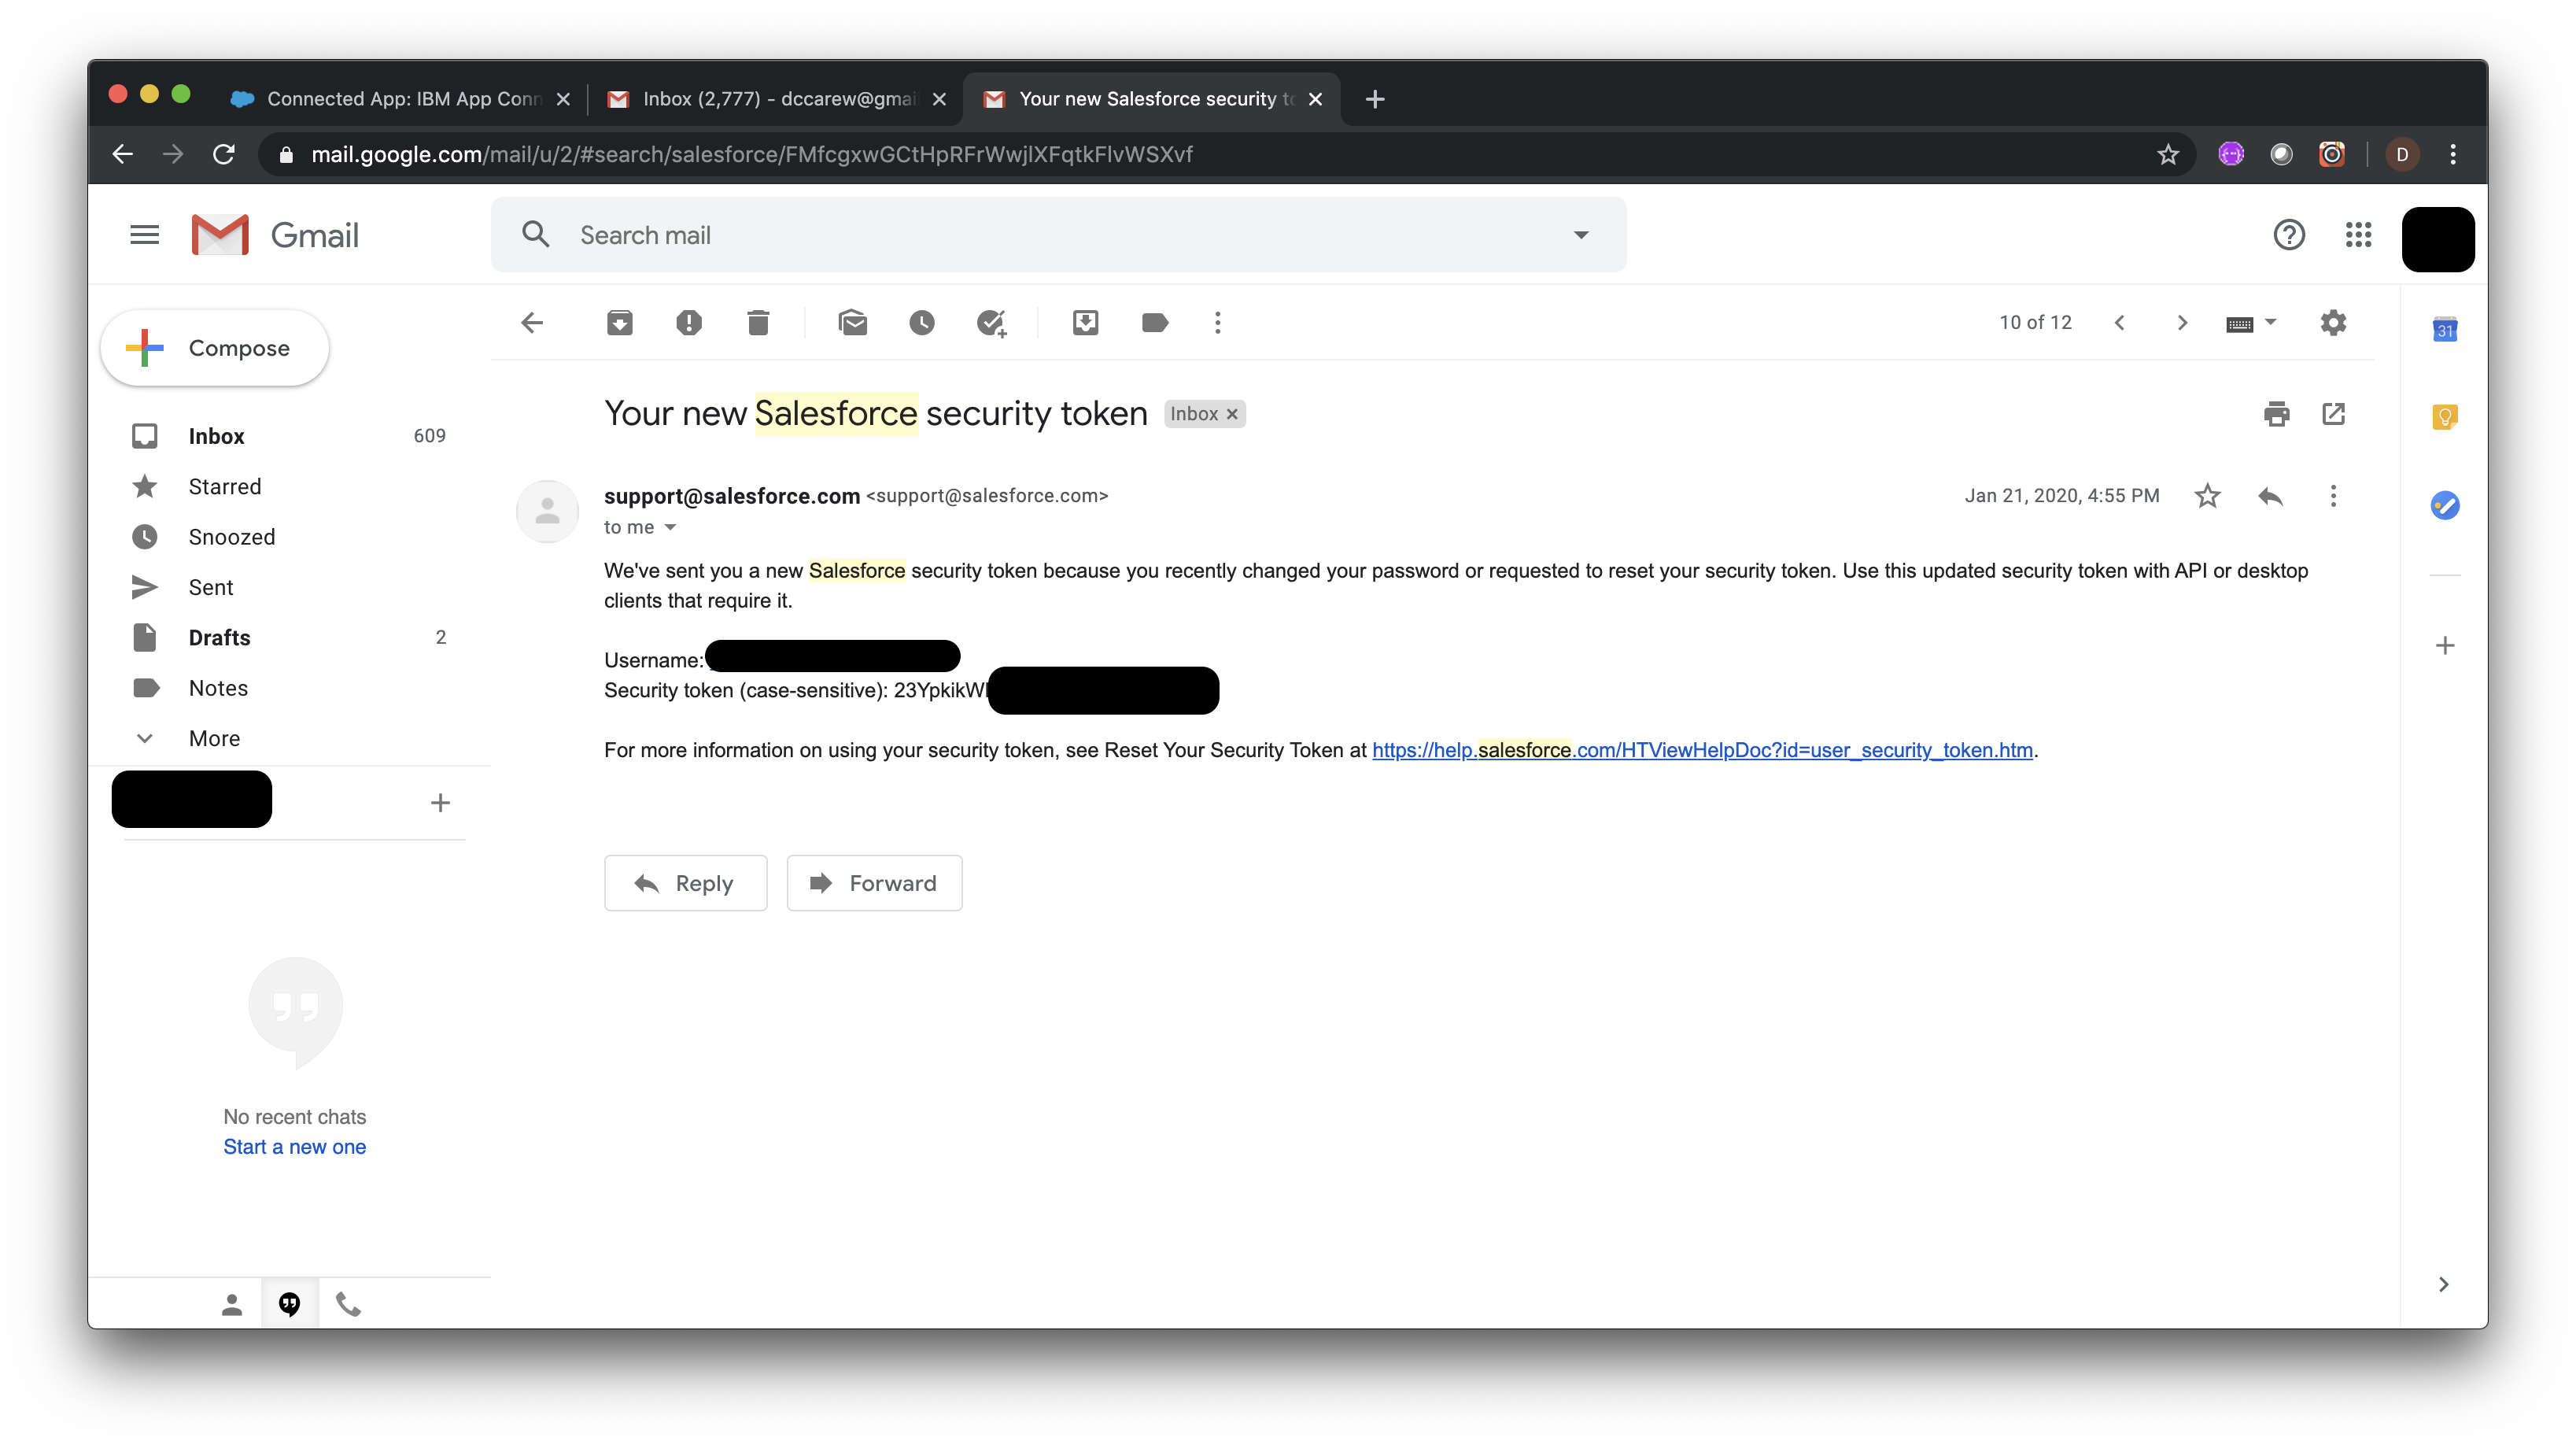 Connected App: IBM App Conn
Inbox (2,777) - dccarew@gmai
Your new Salesforce security to
mail.google.com/mail/u/2/#search/salesforce/FMfcgxwGCtHpRFrWwjlXFqtkFlvWSXvf
D
Gmail
Search mail
Compose
10 of 12
31
Your new Salesforce security token
Inbox
Inbox 609
support@salesforce.com <support@salesforce.com>
Jan 21, 2020, 4:55 PM
to me
Starred
Snoozed
Sent
Drafts 2
Notes
More
We've sent you a new Salesforce security token because you recently changed your password or requested to reset your security token. Use this updated security token with API or desktop
clients that require it.
Username:
Security token (case-sensitive): 23YpkikW
For more information on using your security token, see Reset Your Security Token at https://help.salesforce.com/HTViewHelpDoc?id=user_security_token.htm.
Reply
Forward
No recent chats
Start a new one